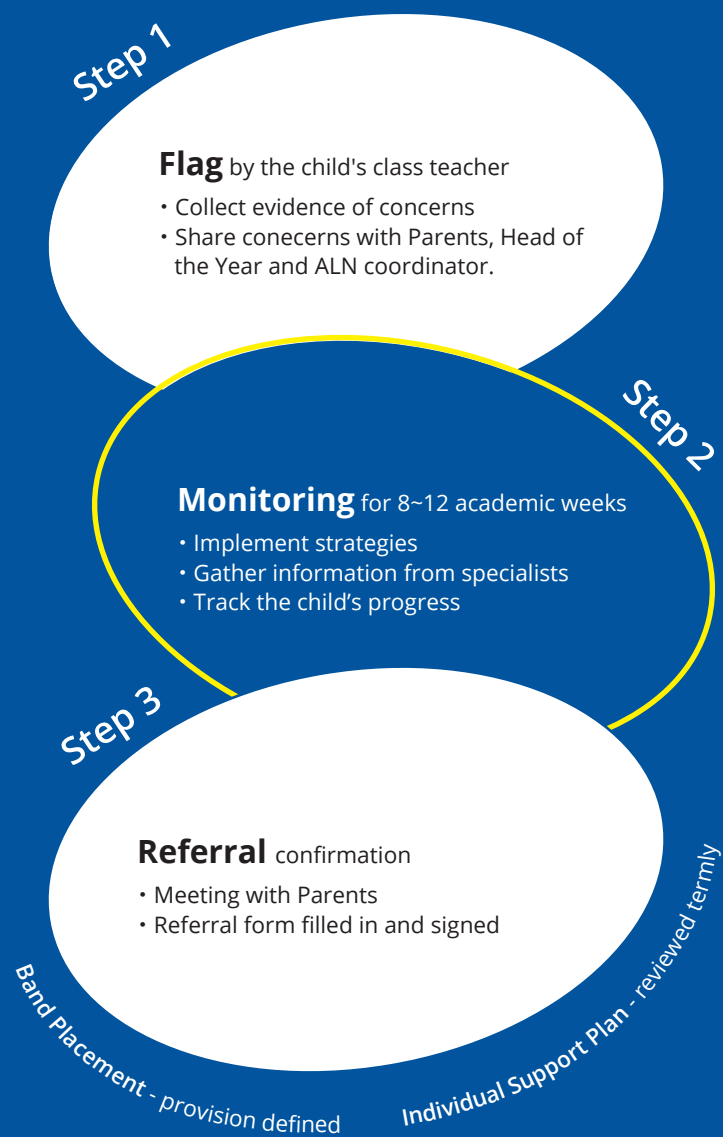 Step 1
Flag by the child's class teacher
・Collect evidence of concerns
・Share conecerns with Parents, Head of
the Year and ALN coordinator.
Step 2
Monitoring for 8~12 academic weeks
・Implement strategies
・Gather information from specialists
・Track the child’s progress
Step 3
Referral confirmation
・Meeting with Parents
・Referral form filled in and signed
Band Placement - provision defined
Individual Support Plan - reviewed termly